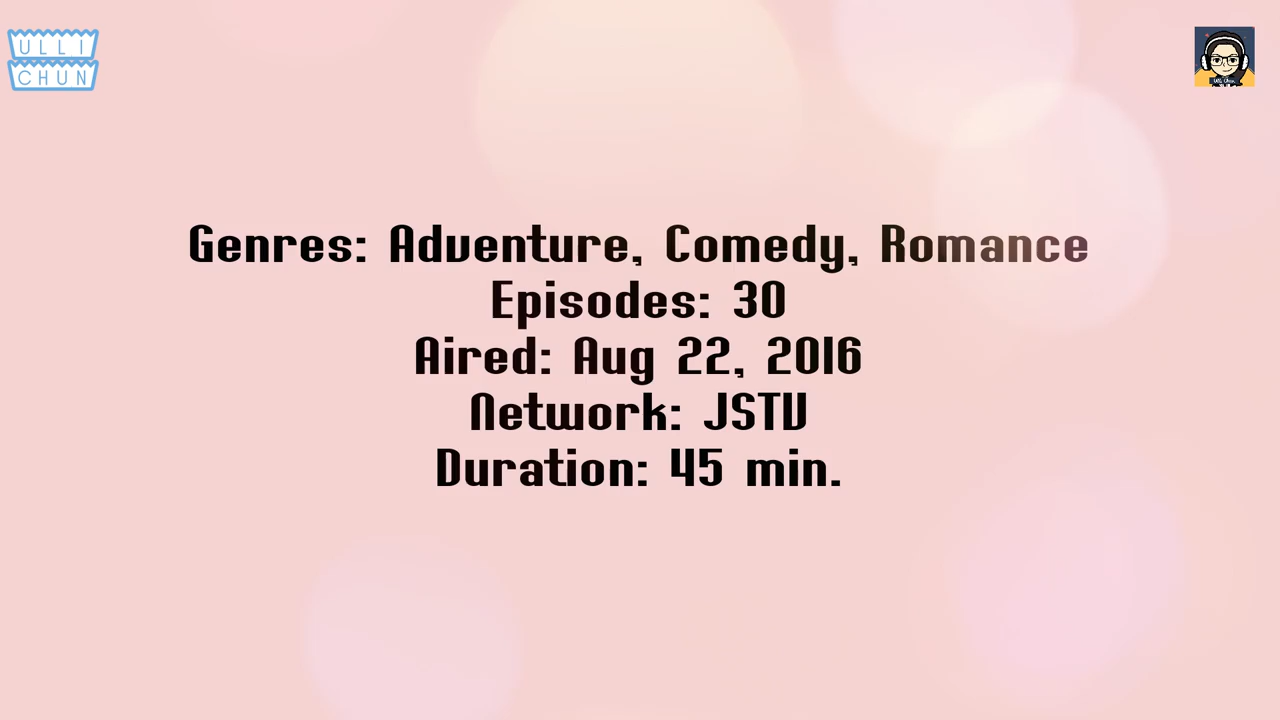 ULLI
CHUN
Genres: Adventure, Comedy, Romance
Episodes: 30
Aired: Aug 22, 2016
Network: JSTV
Duration: 45 min.